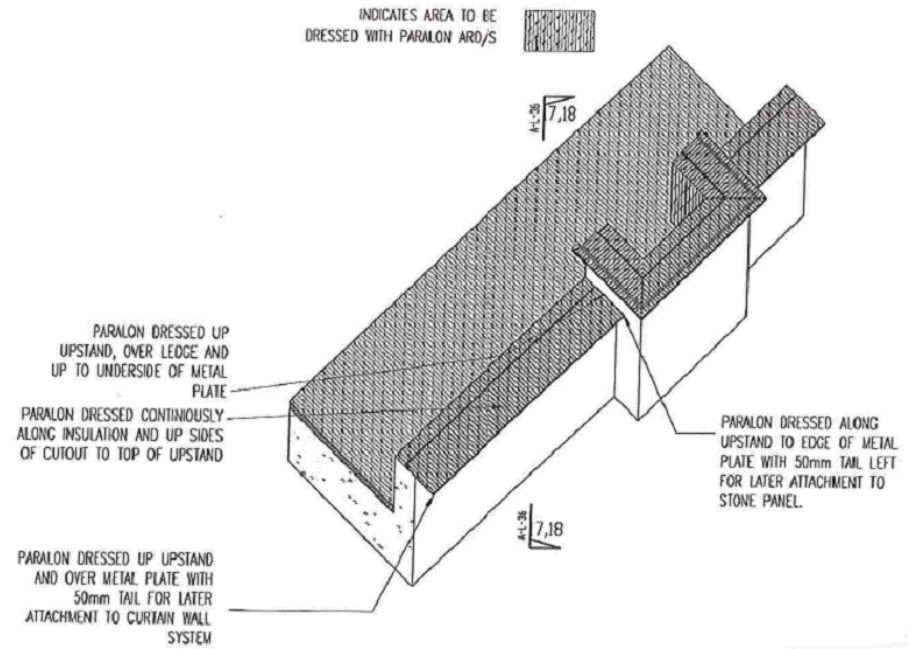 INDICATES AREA TO BE
DRESSED WITH PARALON ARD/S
A-L-36
7,18
PARALON DRESSED UP
UPSTAND, OVER LEDGE AND
UP TO UNDERSIDE OF METAL
PLATE
PARALON DRESSED CONTINIOUSLY
ALONG INSULATION AND UP SIDES
OF CUTOUT TO TOP OF UPSTAND
PARALON DRESSED ALONG
UPSTAND TO EDGE OF METAL
PLATE WITH 50mm TAIL LEFT
FOR LATER ATTACHMENT TO
STONE PANEL.
A-L-36
7,18
PARALON DRESSED UP UPSTAND
AND OVER METAL PLATE WITH
50mm TAIL FOR LATER
ATTACHMENT TO CURTAIN WALL
SYSTEM